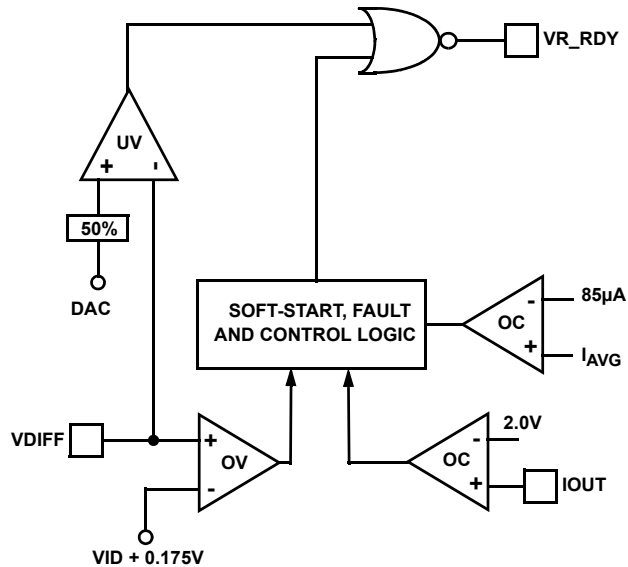 VR_RDY
UV
+ -
50%
DAC
SOFT-START, FAULT
AND CONTROL LOGIC
- 85µA
OC
+ IAVG
VDIFF
+
OV
-
VID + 0.175V
- 2.0V
OC
+ IOUT